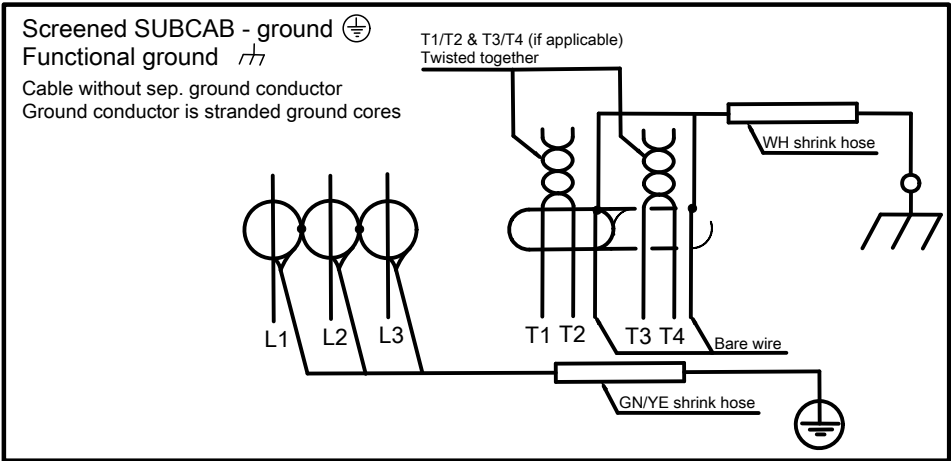 Screened SUBCAB - ground
Functional ground
Cable without sep. ground conductor
Ground conductor is stranded ground cores
T1/T2 & T3/T4 (if applicable)
Twisted together
WH shrink hose
L1 L2 L3
T1 T2 T3 T4
Bare wire
GN/YE shrink hose